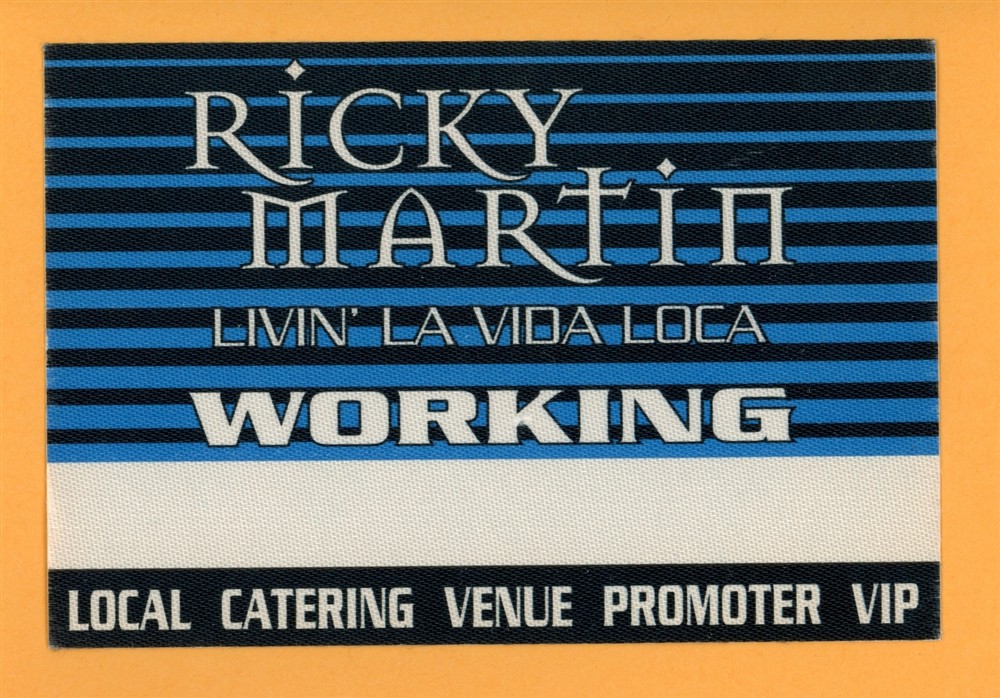 RICKY
MARTIN
LIVIN' LA VIDA LOCA
WORKING
LOCAL CATERING VENUE PROMOTER VIP